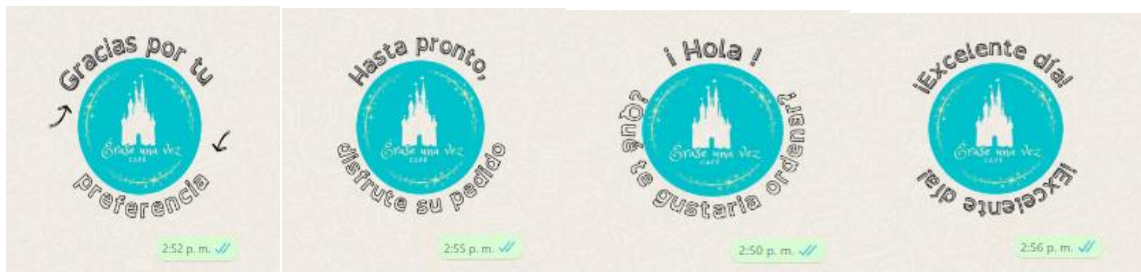 Gracias por tu
Érase una vez
CAFÉ
preferencia
2:52 p. m.
Hasta pronto,
Érase una vez
CAFÉ
disfrute su pedido
2:55 p. m.
¡ Hola !
Érase una vez
CAFÉ
¿qué te gustaria ordenar?
2:50 p. m.
¡Excelente día!
Érase una vez
CAFÉ
¡Excelente día!
2:56 p. m.